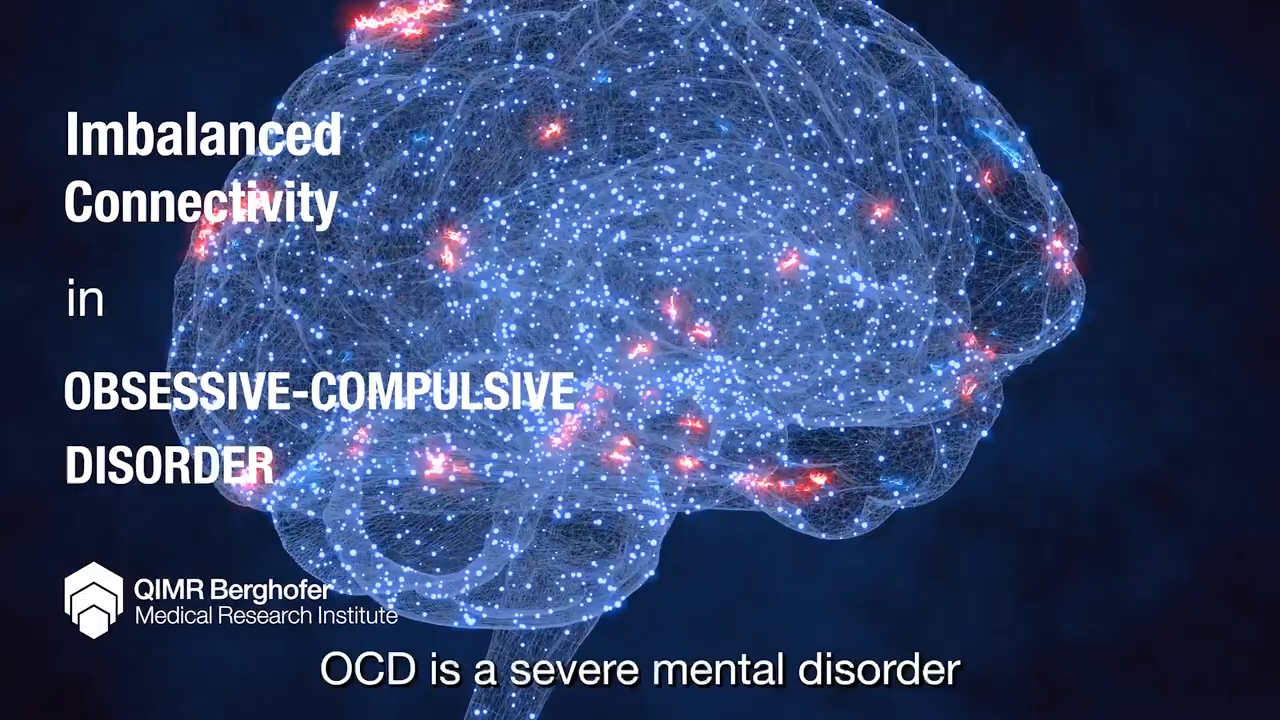 Imbalanced
Connectivity
in
OBSESSIVE-COMPULSIVE
DISORDER
QIMR Berghofer
Medical Research Institute
OCD is a severe mental disorder